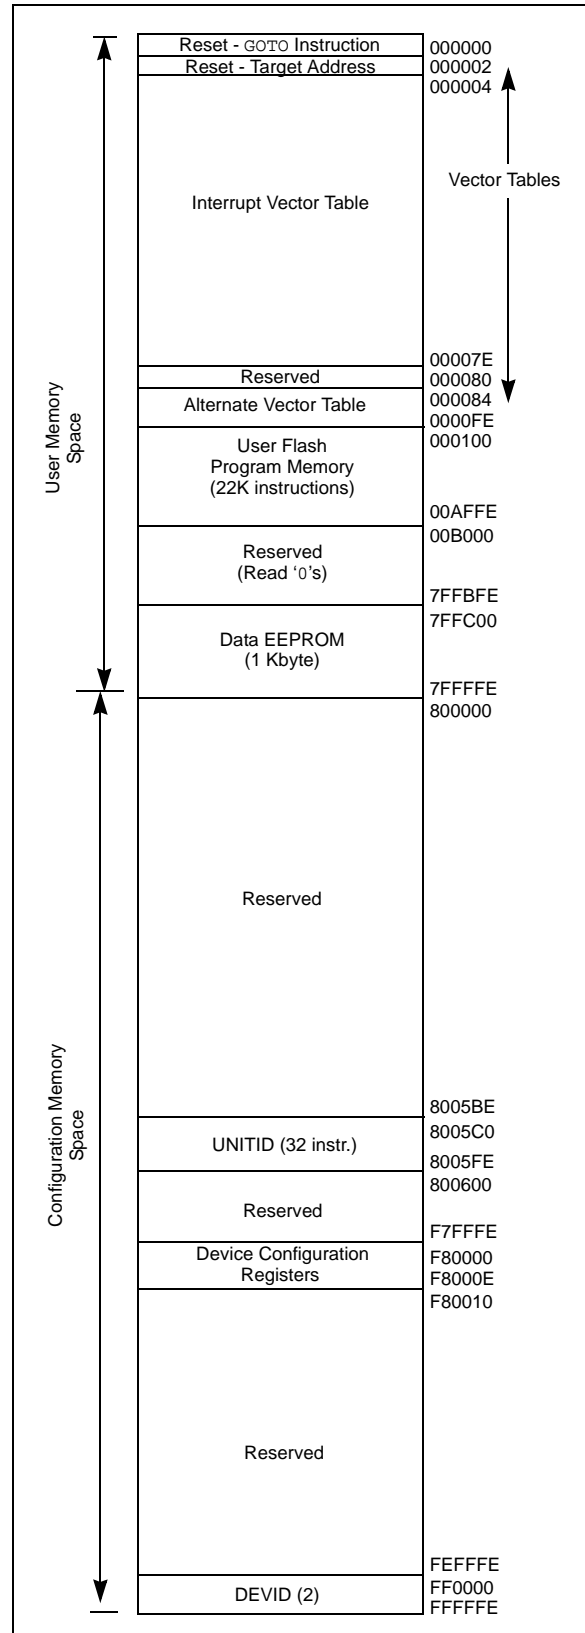 Reset - GOTO Instruction
000000
Reset - Target Address
000002
000004
Interrupt Vector Table
Vector Tables
00007E
Reserved
000080
Alternate Vector Table
000084
0000FE
User Flash
Program Memory
(22K instructions)
000100
00AFFE
Reserved
(Read ‘0’s)
00B000
7FFBFE
Data EEPROM
(1 Kbyte)
7FFC00
7FFFFE
User Memory
Space
800000
Reserved
8005BE
UNITID (32 instr.)
8005C0
8005FE
Reserved
800600
F7FFFE
Device Configuration
Registers
F80000
F8000E
F80010
Reserved
FEFFFE
DEVID (2)
FF0000
FFFFFE
Configuration Memory
Space